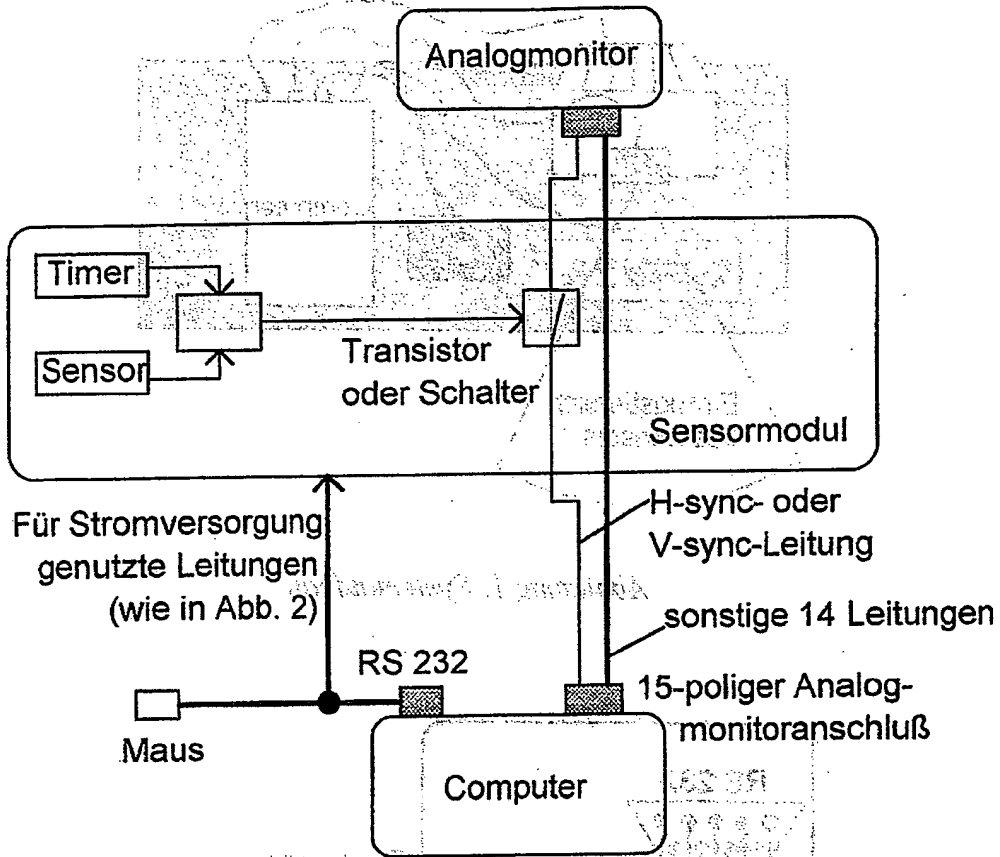 Analogmonitor
Timer
Sensor
Transistor
oder Schalter
Sensormodul
Für Stromversorgung
genutzte Leitungen
(wie in Abb. 2)
H-sync- oder
V-sync-Leitung
sonstige 14 Leitungen
RS 232
15-poliger Analog-
monitoranschluß
Maus
Computer